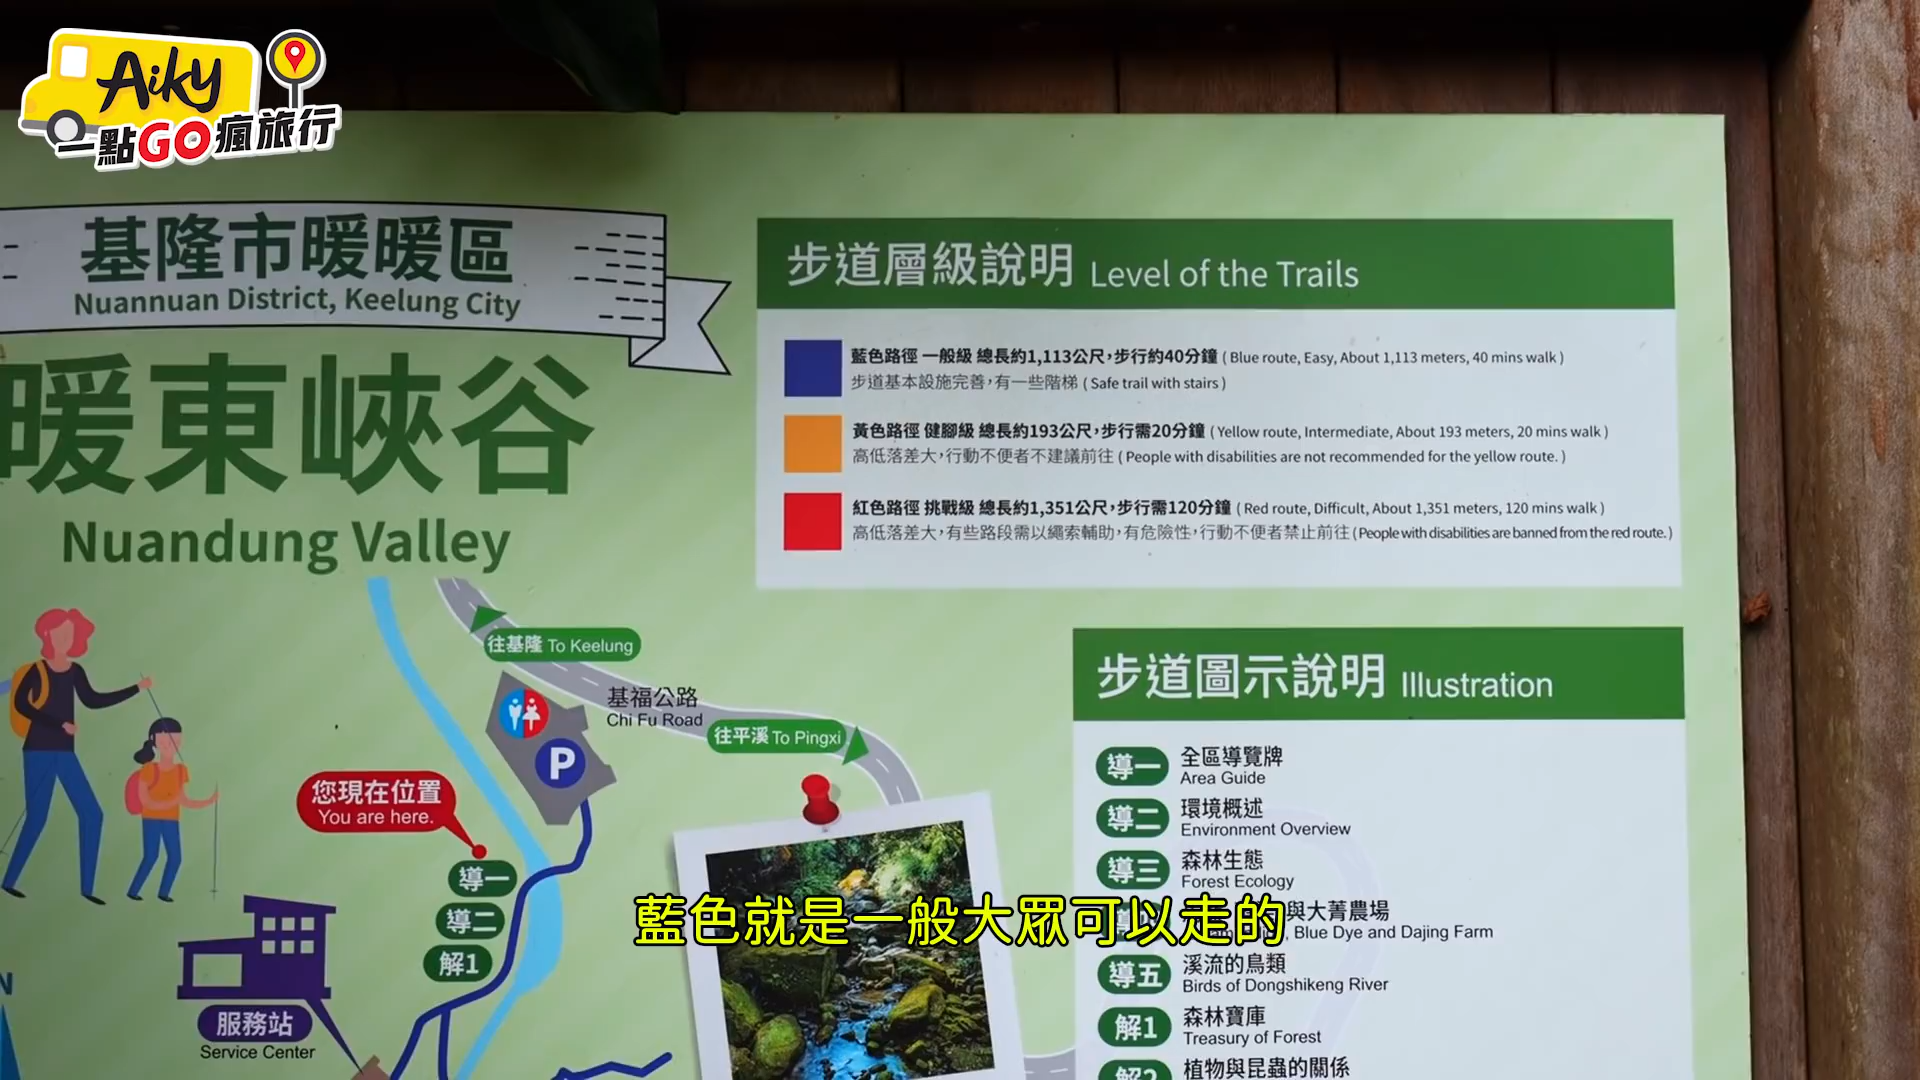 Aiky
一點GO瘋旅行
基隆市暖暖區
Nuannuan District, Keelung City
暖東峽谷
Nuandung Valley
步道層級說明 Level of the Trails
藍色路徑 一般級 總長約1,113公尺，步行約40分鐘 ( Blue route, Easy, About 1,113 meters, 40 mins walk )
步道基本設施完善，有一些階梯 ( Safe trail with stairs )
黃色路徑 健腳級 總長約193公尺，步行需20分鐘 ( Yellow route, Intermediate, About 193 meters, 20 mins walk )
高低落差大，行動不便者不建議前往 ( People with disabilities are not recommended for the yellow route. )
紅色路徑 挑戰級 總長約1,351公尺，步行需120分鐘 ( Red route, Difficult, About 1,351 meters, 120 mins walk )
高低落差大，有些路段需以繩索輔助，有危險性，行動不便者禁止前往 ( People with disabilities are banned from the red route. )
往基隆 To Keelung
基福公路
Chi Fu Road
往平溪 To Pingxi
P
您現在位置
You are here.
導一
導二
解1
服務站
Service Center
N
步道圖示說明 Illustration
導一 全區導覽牌
Area Guide
導二 環境概述
Environment Overview
導三 森林生態
Forest Ecology
與大菁農場
, Blue Dye and Dajing Farm
導五 溪流的鳥類
Birds of Dongshikeng River
解1 森林寶庫
Treasury of Forest
解2 植物與昆蟲的關係
藍色就是一般大眾可以走的